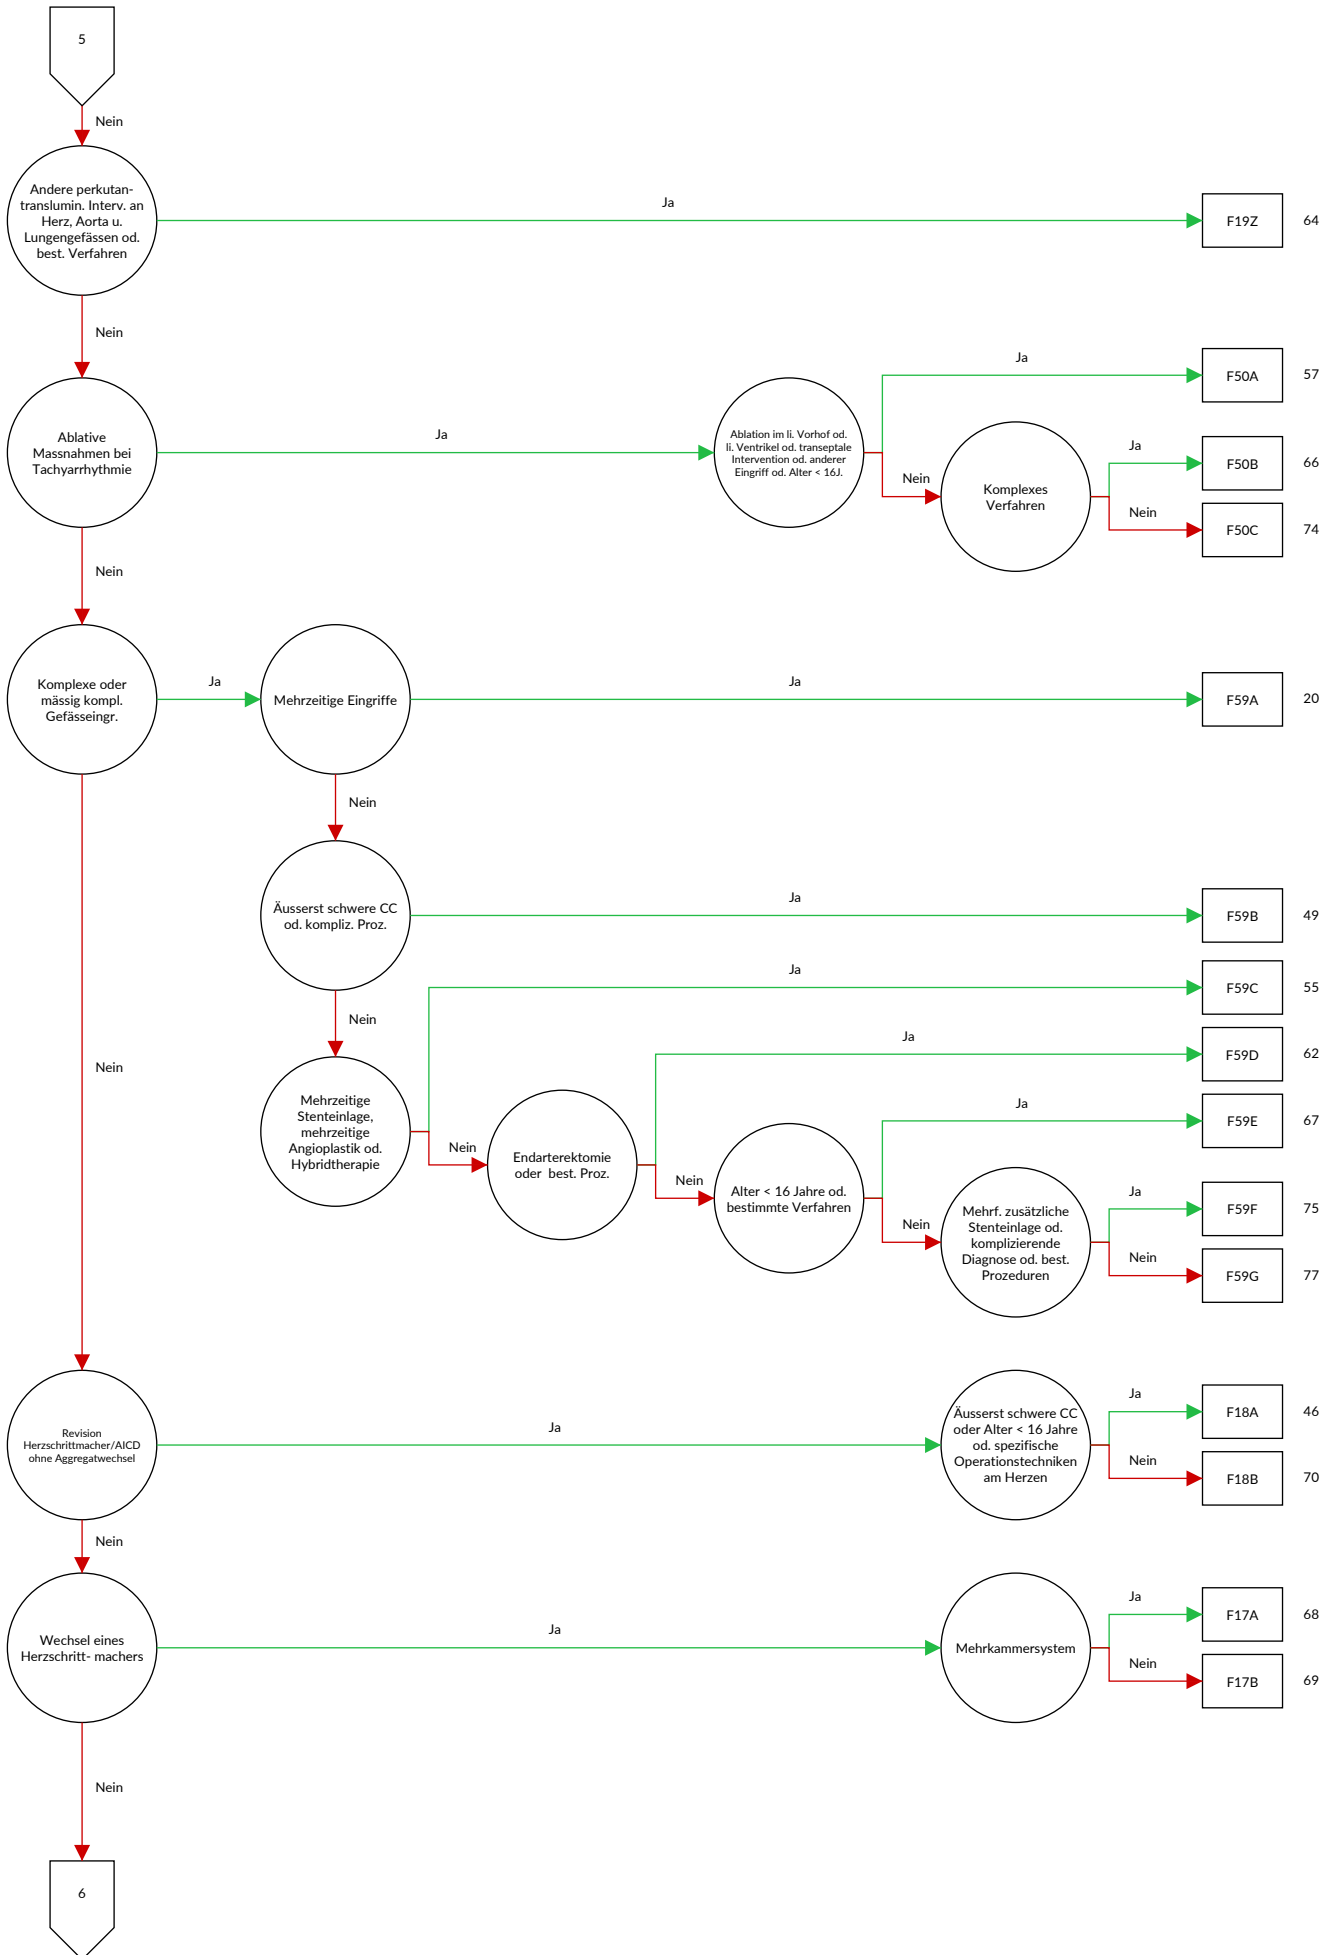 5
Nein
Andere perkutan-
translumin. Interv. an
Herz, Aorta u.
Lungengefässen od.
best. Verfahren
Ja
F19Z
64
Nein
Ablative
Massnahmen bei
Tachyarrhythmie
Ja
Ablation im li. Vorhof od.
li. Ventrikel od. transeptale
Intervention od. anderer
Eingriff od. Alter < 16J.
Ja
F50A
57
Nein
Komplexes
Verfahren
Ja
F50B
66
Nein
F50C
74
Nein
Komplexe oder
mässig kompl.
Gefässeingr.
Ja
Mehrzeitige Eingriffe
Ja
F59A
20
Nein
Äusserst schwere CC
od. kompliz. Proz.
Ja
F59B
49
Nein
Mehrzeitige
Stenteinlage,
mehrzeitige
Angioplastik od.
Hybridtherapie
Ja
F59C
55
Nein
Endarterektomie
oder best. Proz.
Ja
F59D
62
Nein
Alter < 16 Jahre od.
bestimmte Verfahren
Ja
F59E
67
Nein
Mehrf. zusätzliche
Stenteinlage od.
komplizierende
Diagnose od. best.
Prozeduren
Ja
F59F
75
Nein
F59G
77
Nein
Revision
Herzschrittmacher/AICD
ohne Aggregatwechsel
Ja
Äusserst schwere CC
oder Alter < 16 Jahre
od. spezifische
Operationstechniken
am Herzen
Ja
F18A
46
Nein
F18B
70
Nein
Wechsel eines
Herzschritt- machers
Ja
Mehrkammersystem
Ja
F17A
68
Nein
F17B
69
Nein
6